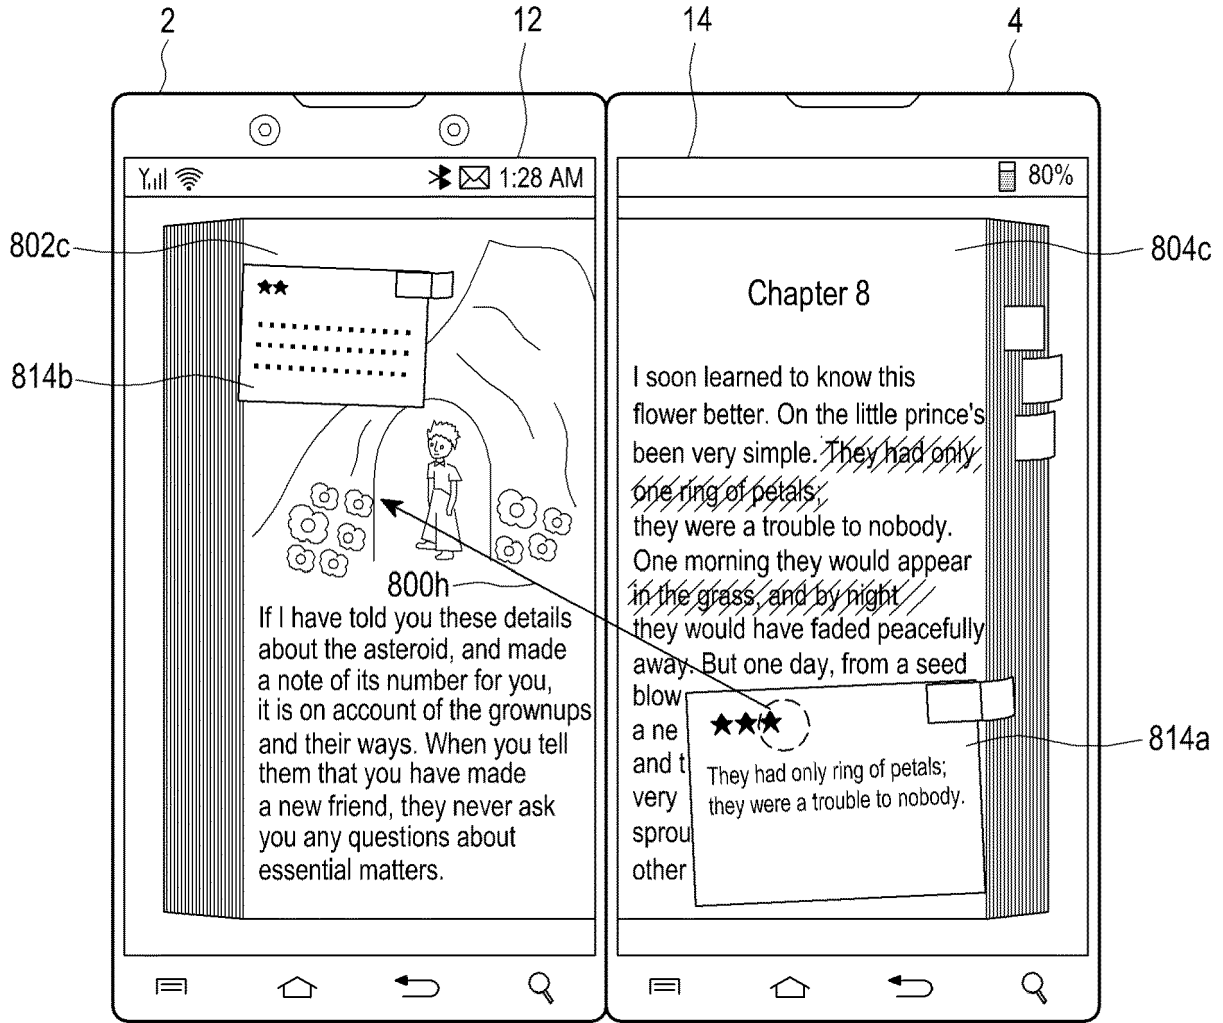 2
12
14
4
1:28 AM
80%
802c
804c
Chapter 8
814b
I soon learned to know this
flower better. On the little prince's
been very simple. They had only
one ring of petals;
they were a trouble to nobody.
One morning they would appear
in the grass, and by night
they would have faded peacefully
away. But one day, from a seed
blow
a ne
and t
very
sprou
other
800h
If I have told you these details
about the asteroid, and made
a note of its number for you,
it is on account of the grownups
and their ways. When you tell
them that you have made
a new friend, they never ask
you any questions about
essential matters.
814a
They had only ring of petals;
they were a trouble to nobody.